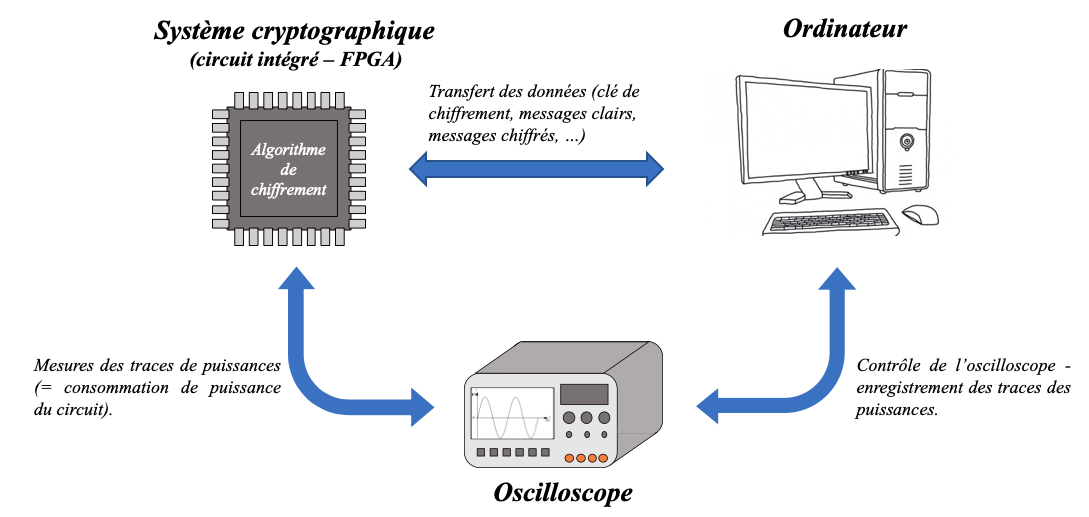 Système cryptographique
(circuit intégré – FPGA)
Ordinateur
Transfert des données (clé de
chiffrement, messages clairs,
messages chiffrés, …)
Algorithme
de
chiffrement
Mesures des traces de puissances
(= consommation de puissance
du circuit).
Contrôle de l’oscilloscope -
enregistrement des traces des
puissances.
Oscilloscope